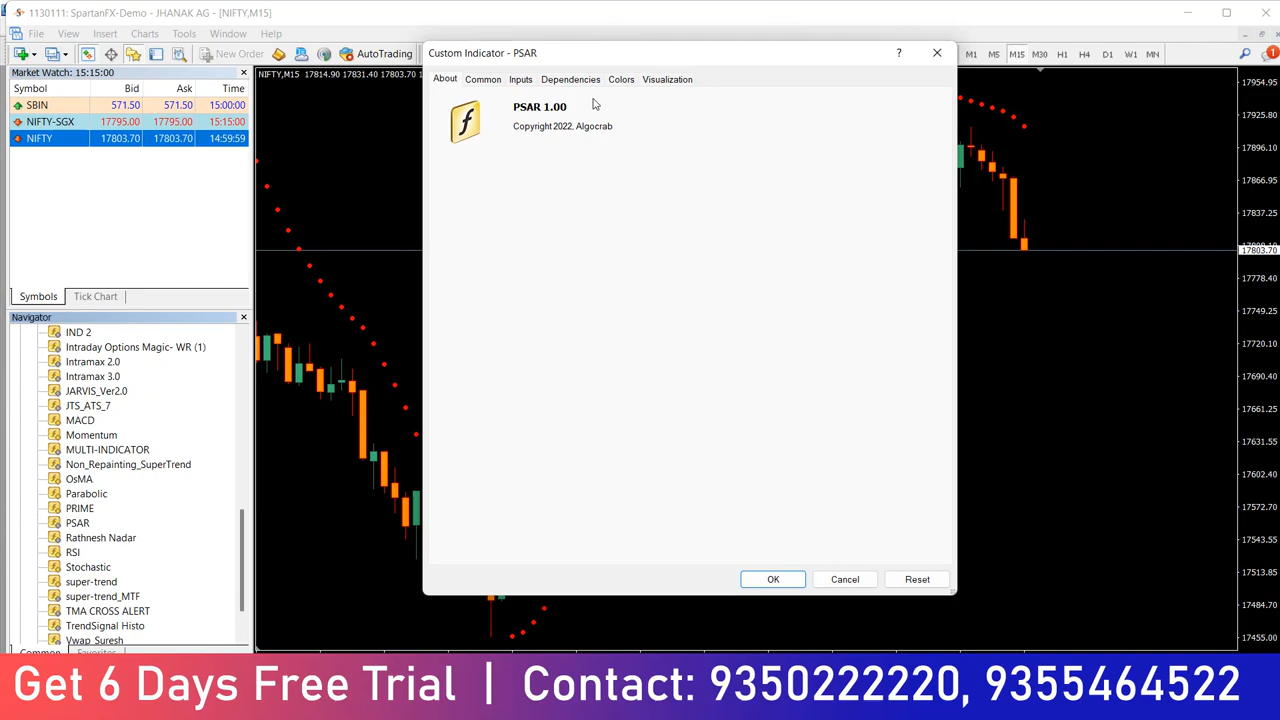 1130111: SpartanFX-Demo - JHANAK AG - [NIFTY,M15]
File View Insert Charts Tools Window Help
New Order AutoTrading M1 M5 M15 M30 H1 H4 D1 W1 MN 1
Market Watch: 15:15:00
Symbol Bid Ask Time
SBIN 571.50 571.50 15:00:00
NIFTY-SGX 17795.00 17795.00 15:15:00
NIFTY 17803.70 17803.70 14:59:59
Symbols Tick Chart
Navigator
IND 2
Intraday Options Magic- WR (1)
Intramax 2.0
Intramax 3.0
JARVIS_Ver2.0
JTS_ATS_7
MACD
Momentum
MULTI-INDICATOR
Non_Repainting_SuperTrend
OsMA
Parabolic
PRIME
PSAR
Rathnesh Nadar
RSI
Stochastic
super-trend
super-trend_MTF
TMA CROSS ALERT
TrendSignal Histo
Vwap_Suresh
Common Favorites
NIFTY,M15 17814.90 17831.40 17803.70
Custom Indicator - PSAR
?
About Common Inputs Dependencies Colors Visualization
PSAR 1.00
Copyright 2022, Algocrab
OK Cancel Reset
17954.95
17925.80
17896.10
17866.95
17837.25
17803.70
17778.40
17749.25
17720.10
17690.40
17661.25
17631.55
17602.40
17572.70
17543.55
17513.85
17484.70
17455.00
Get 6 Days Free Trial | Contact: 9350222220, 9355464522